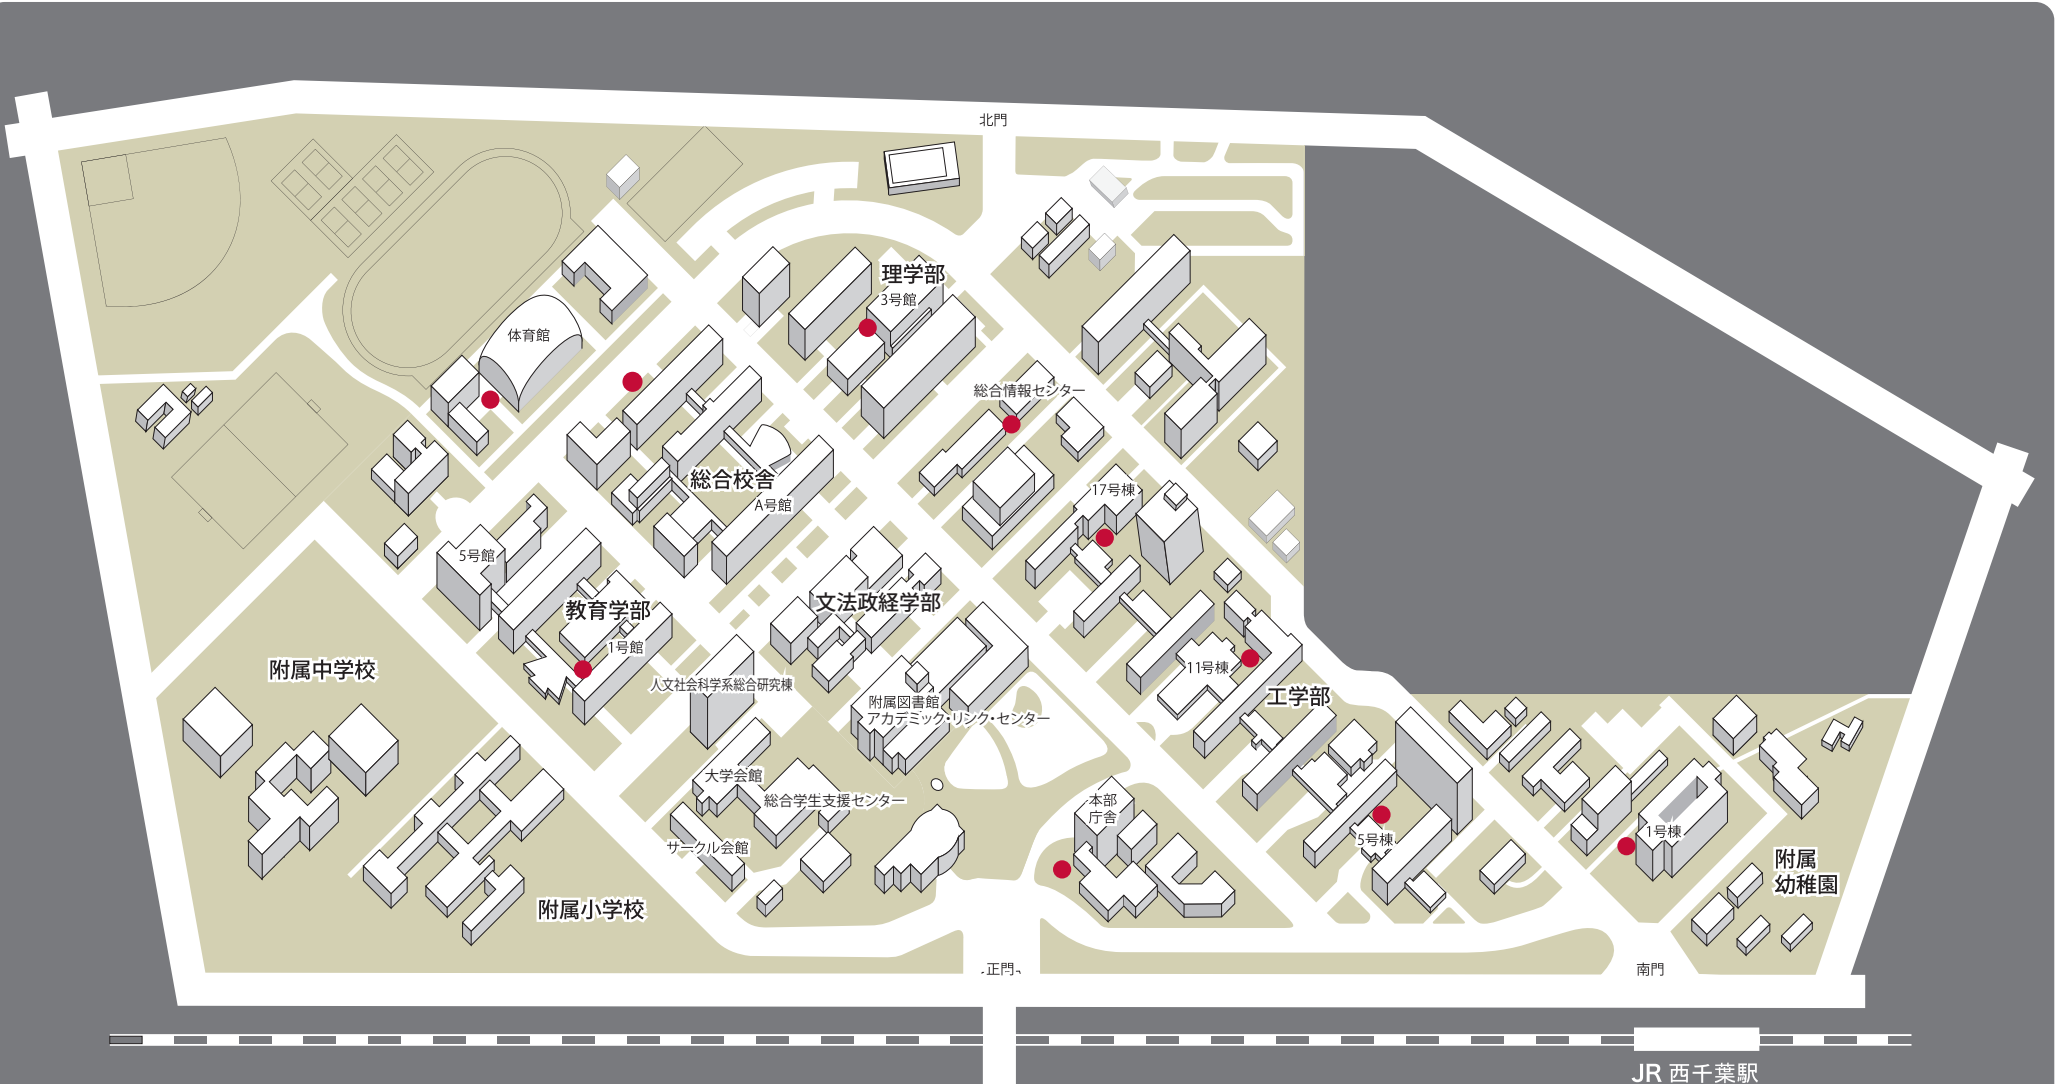 北門
理学部
3号館
体育館
総合情報センター
総合校舎
A号館
17号棟
5号館
教育学部
1号館
文法政経学部
附属中学校
人文社会科学系総合研究棟
11号棟
工学部
附属図書館
アカデミック・リンク・センター
大学会館
総合学生支援センター
本部
庁舎
サークル会館
5号棟
1号棟
附属
幼稚園
附属小学校
正門
南門
JR 西千葉駅